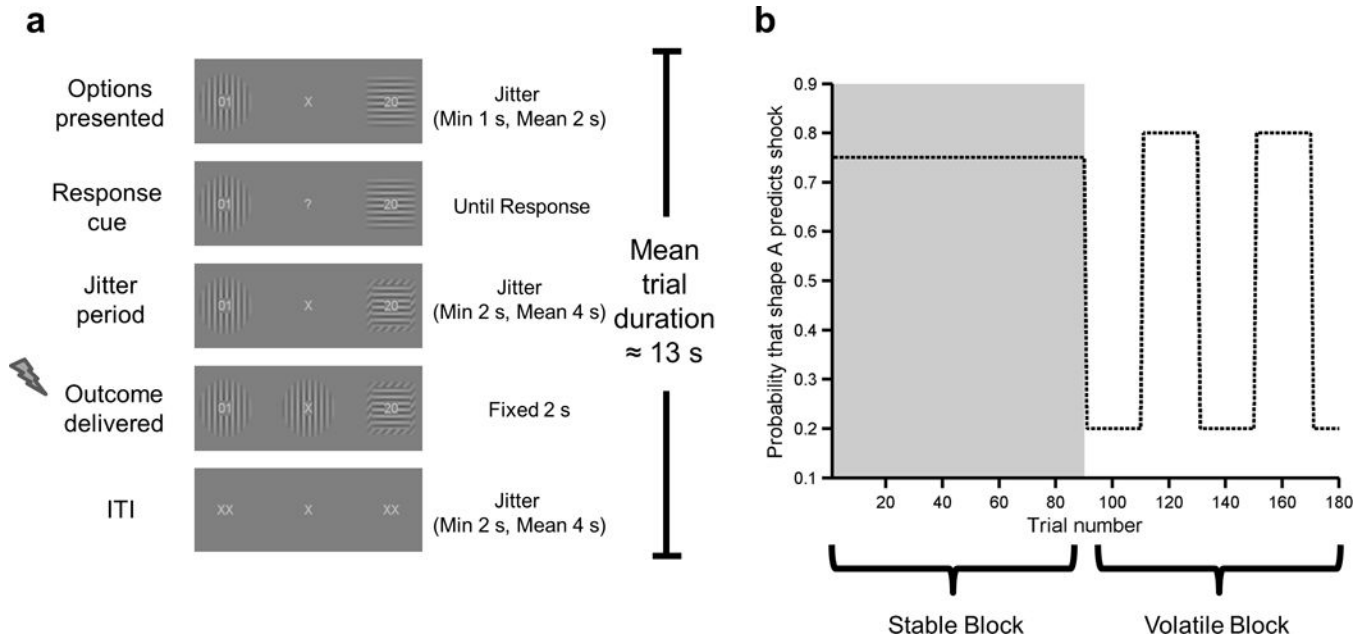 a
Options
presented
01 X 20
Jitter
(Min 1 s, Mean 2 s)
Response
cue
01 ? 20
Until Response
Jitter
period
01 X 20
Jitter
(Min 2 s, Mean 4 s)
Outcome
delivered
01 X 20
Fixed 2 s
ITI
XX X XX
Jitter
(Min 2 s, Mean 4 s)
Mean
trial
duration
≈ 13 s
b
Probability that shape A predicts shock
0.9
0.8
0.7
0.6
0.5
0.4
0.3
0.2
0.1
20 40 60 80 100 120 140 160 180
Trial number
Stable Block
Volatile Block